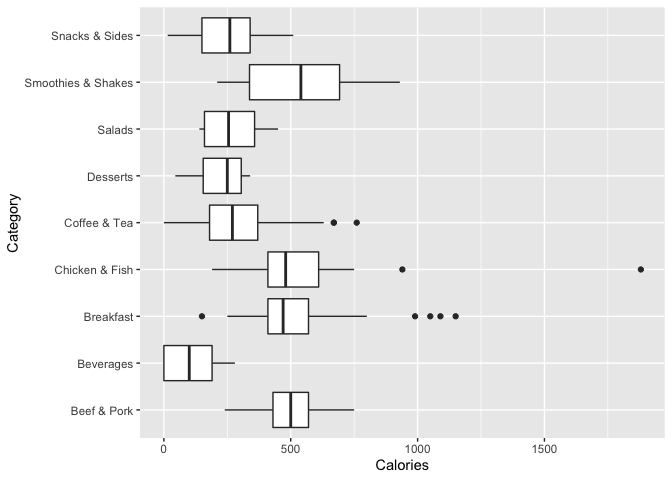 Snacks & Sides
Smoothies & Shakes
Salads
Desserts
Coffee & Tea
Chicken & Fish
Breakfast
Beverages
Beef & Pork
Category
0 500 1000 1500
Calories